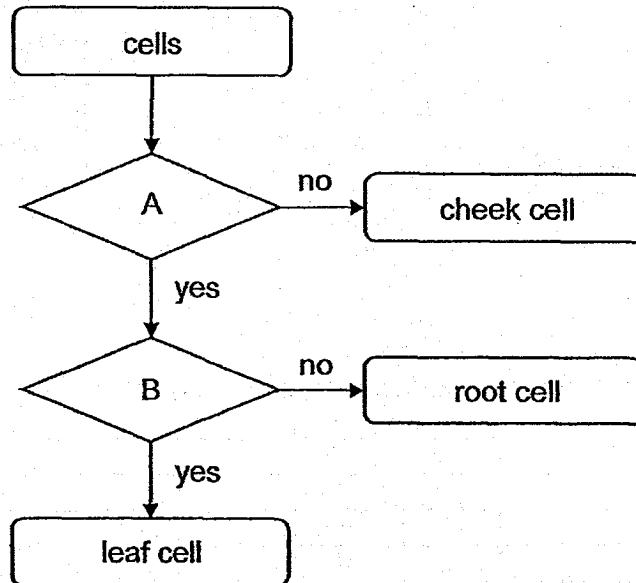 cells
A
no
cheek cell
yes
B
no
root cell
yes
leaf cell